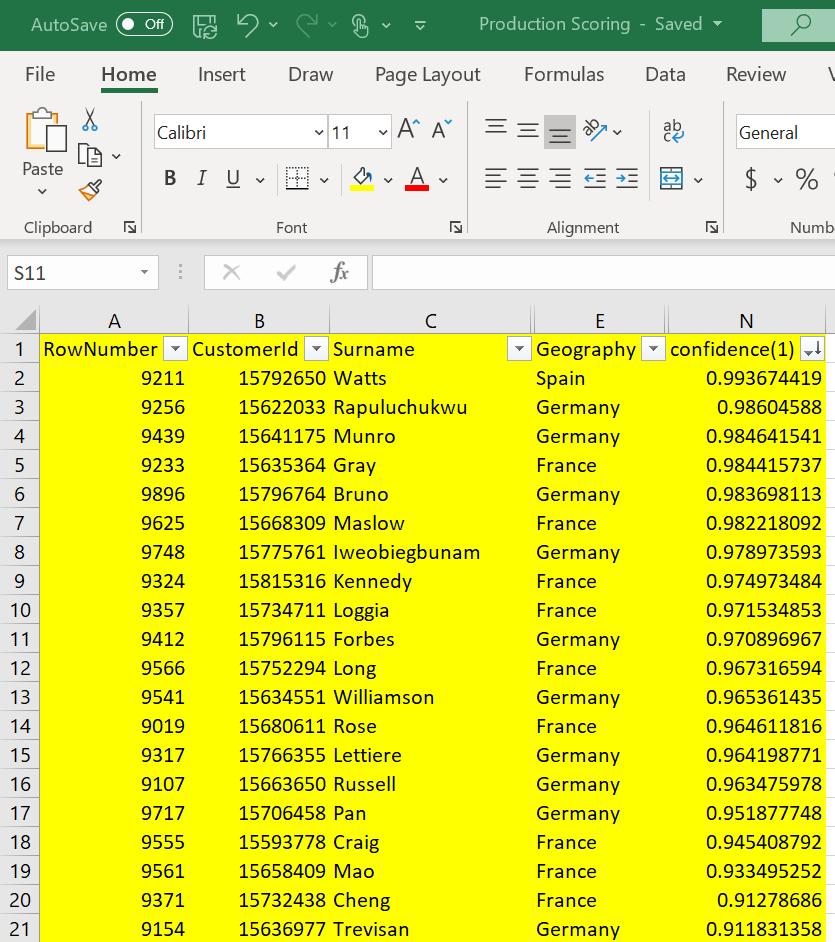 AutoSave Off Production Scoring - Saved
File Home Insert Draw Page Layout Formulas Data Review
Calibri 11 A A ab General
Paste B I U A $ %
Clipboard Font Alignment
S11 fx
A B C E N
1 RowNumber CustomerId Surname Geography confidence(1)
2 9211 15792650 Watts Spain 0.993674419
3 9256 15622033 Rapuluchukwu Germany 0.98604588
4 9439 15641175 Munro Germany 0.984641541
5 9233 15635364 Gray France 0.984415737
6 9896 15796764 Bruno Germany 0.983698113
7 9625 15668309 Maslow France 0.982218092
8 9748 15775761 Iweobiegbunam Germany 0.978973593
9 9324 15815316 Kennedy France 0.974973484
10 9357 15734711 Loggia France 0.971534853
11 9412 15796115 Forbes Germany 0.970896967
12 9566 15752294 Long France 0.967316594
13 9541 15634551 Williamson Germany 0.965361435
14 9019 15680611 Rose France 0.964611816
15 9317 15766355 Lettiere Germany 0.964198771
16 9107 15663650 Russell Germany 0.963475978
17 9717 15706458 Pan Germany 0.951877748
18 9555 15593778 Craig France 0.945408792
19 9561 15658409 Mao France 0.933495252
20 9371 15732438 Cheng France 0.91278686
21 9154 15636977 Trevisan Germany 0.911831358